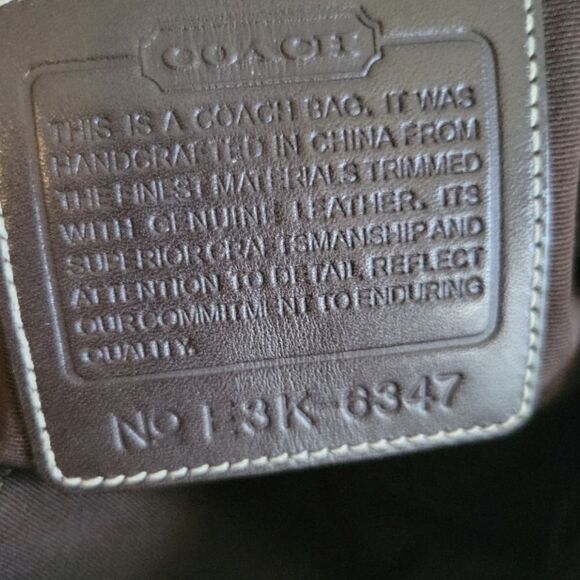 COACH
THIS IS A COACH BAG. IT WAS
HANDCRAFTED IN CHINA FROM
THE FINEST MATERIALS TRIMMED
WITH GENUINE LEATHER. ITS
SUPERIOR CRAFTSMANSHIP AND
ATTENTION TO DETAIL REFLECT
OUR COMMITMENT TO ENDURING
QUALITY.
No E3K-6347